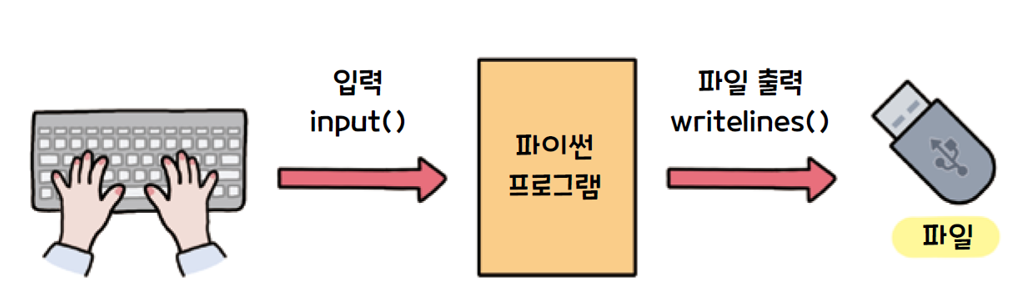 입력
input()
파이썬
프로그램
파일 출력
writelines()
파일